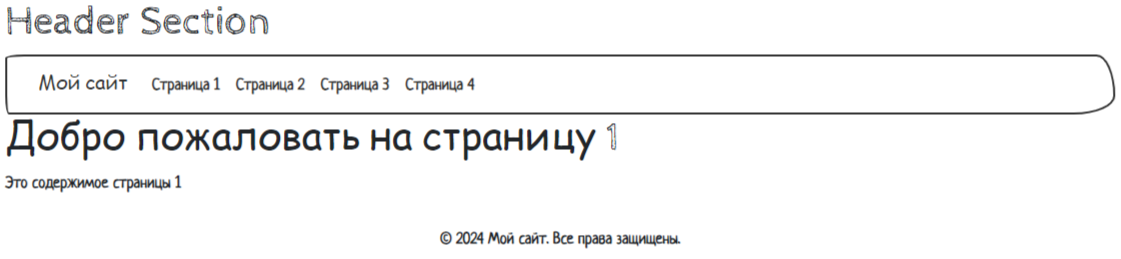 Header Section
Мой сайт Страница 1 Страница 2 Страница 3 Страница 4
Добро пожаловать на страницу 1
Это содержимое страницы 1
© 2024 Мой сайт. Все права защищены.